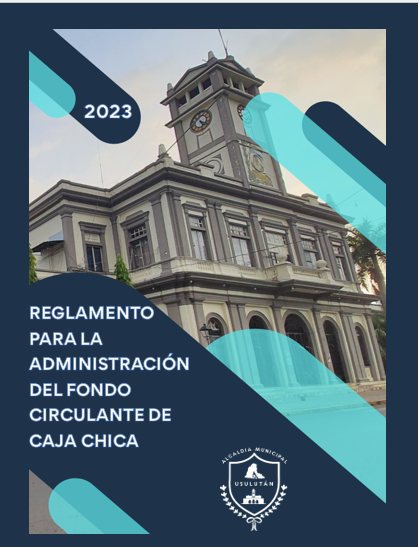 2023
REGLAMENTO
PARA LA
ADMINISTRACIÓN
DEL FONDO
CIRCULANTE DE
CAJA CHICA
ALCALDÍA MUNICIPAL
USULUTÁN